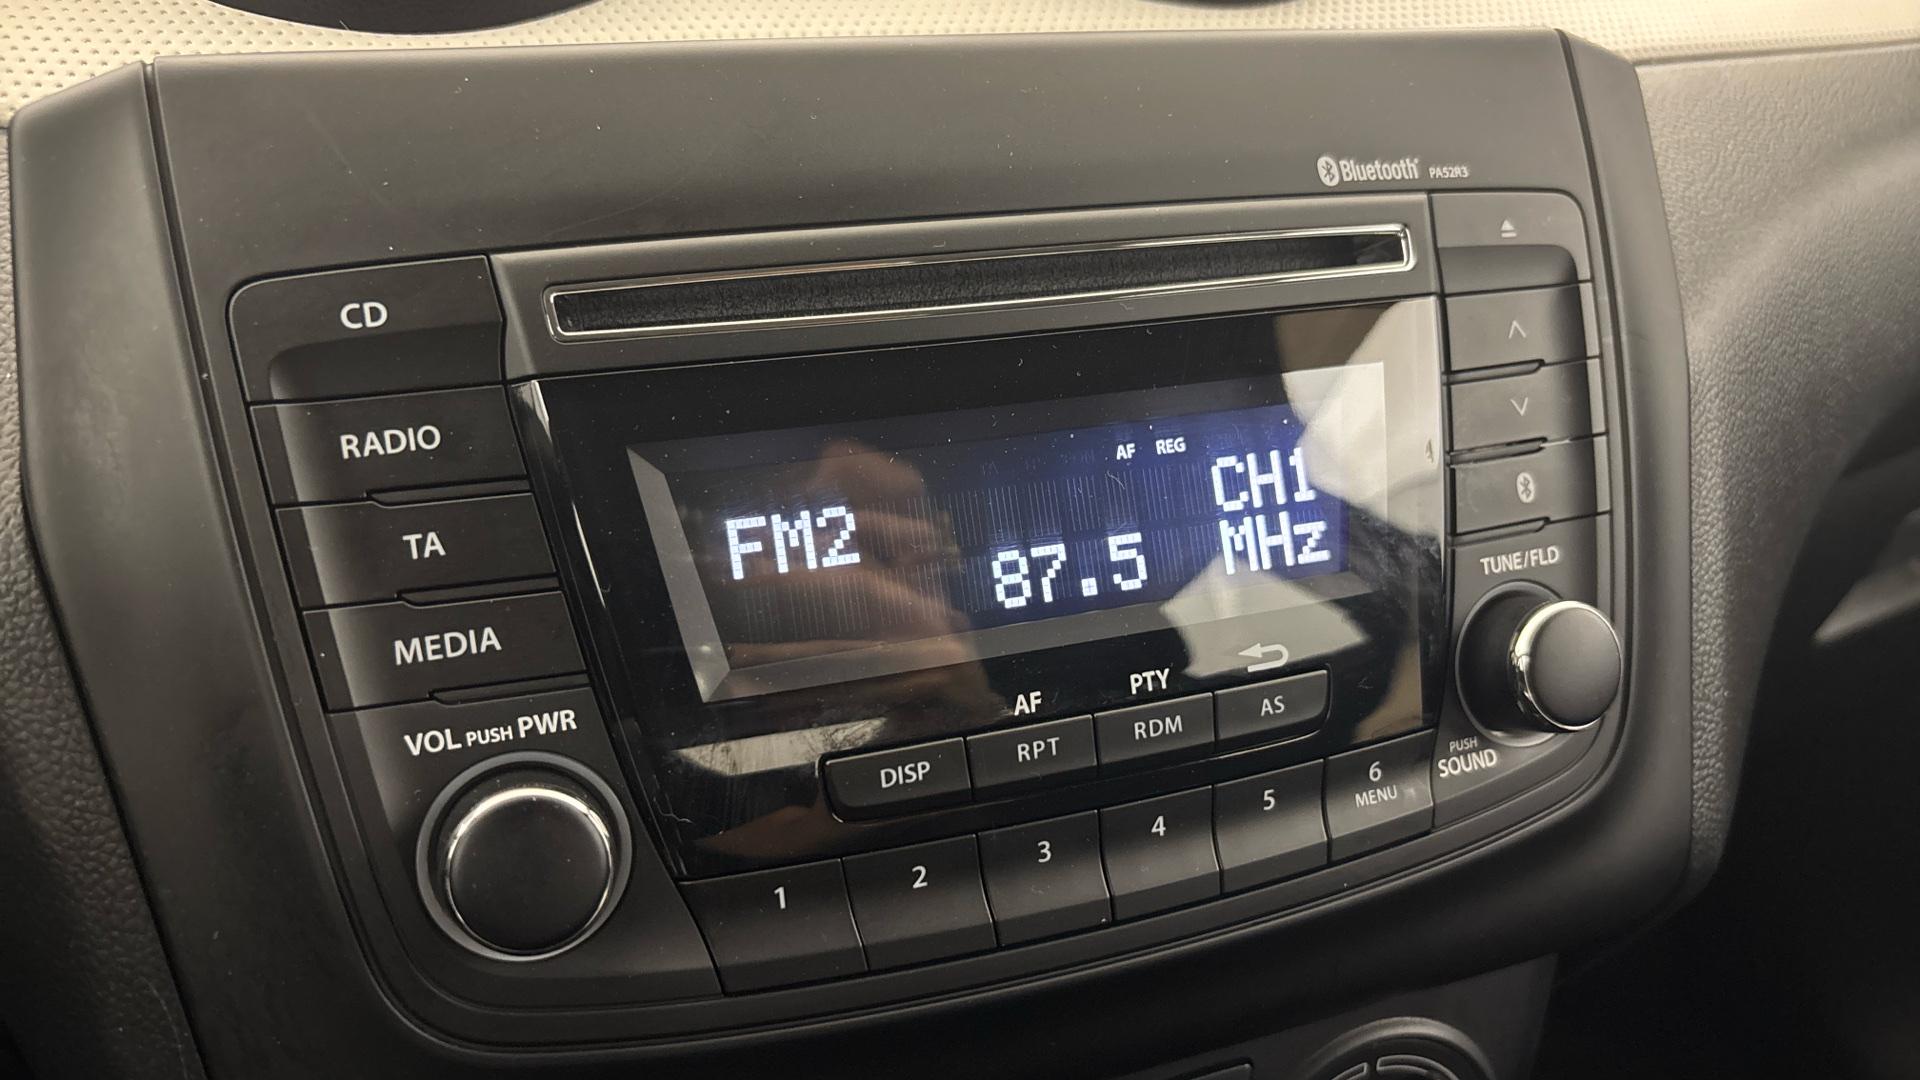 Bluetooth® PA52R3
CD
RADIO
TA
MEDIA
VOL PUSH PWR
AF REG
FM2 87.5 CH1
MHz
TUNE/FLD
PUSH
SOUND
AF PTY
DISP RPT RDM AS
1 2 3 4 5 6
MENU